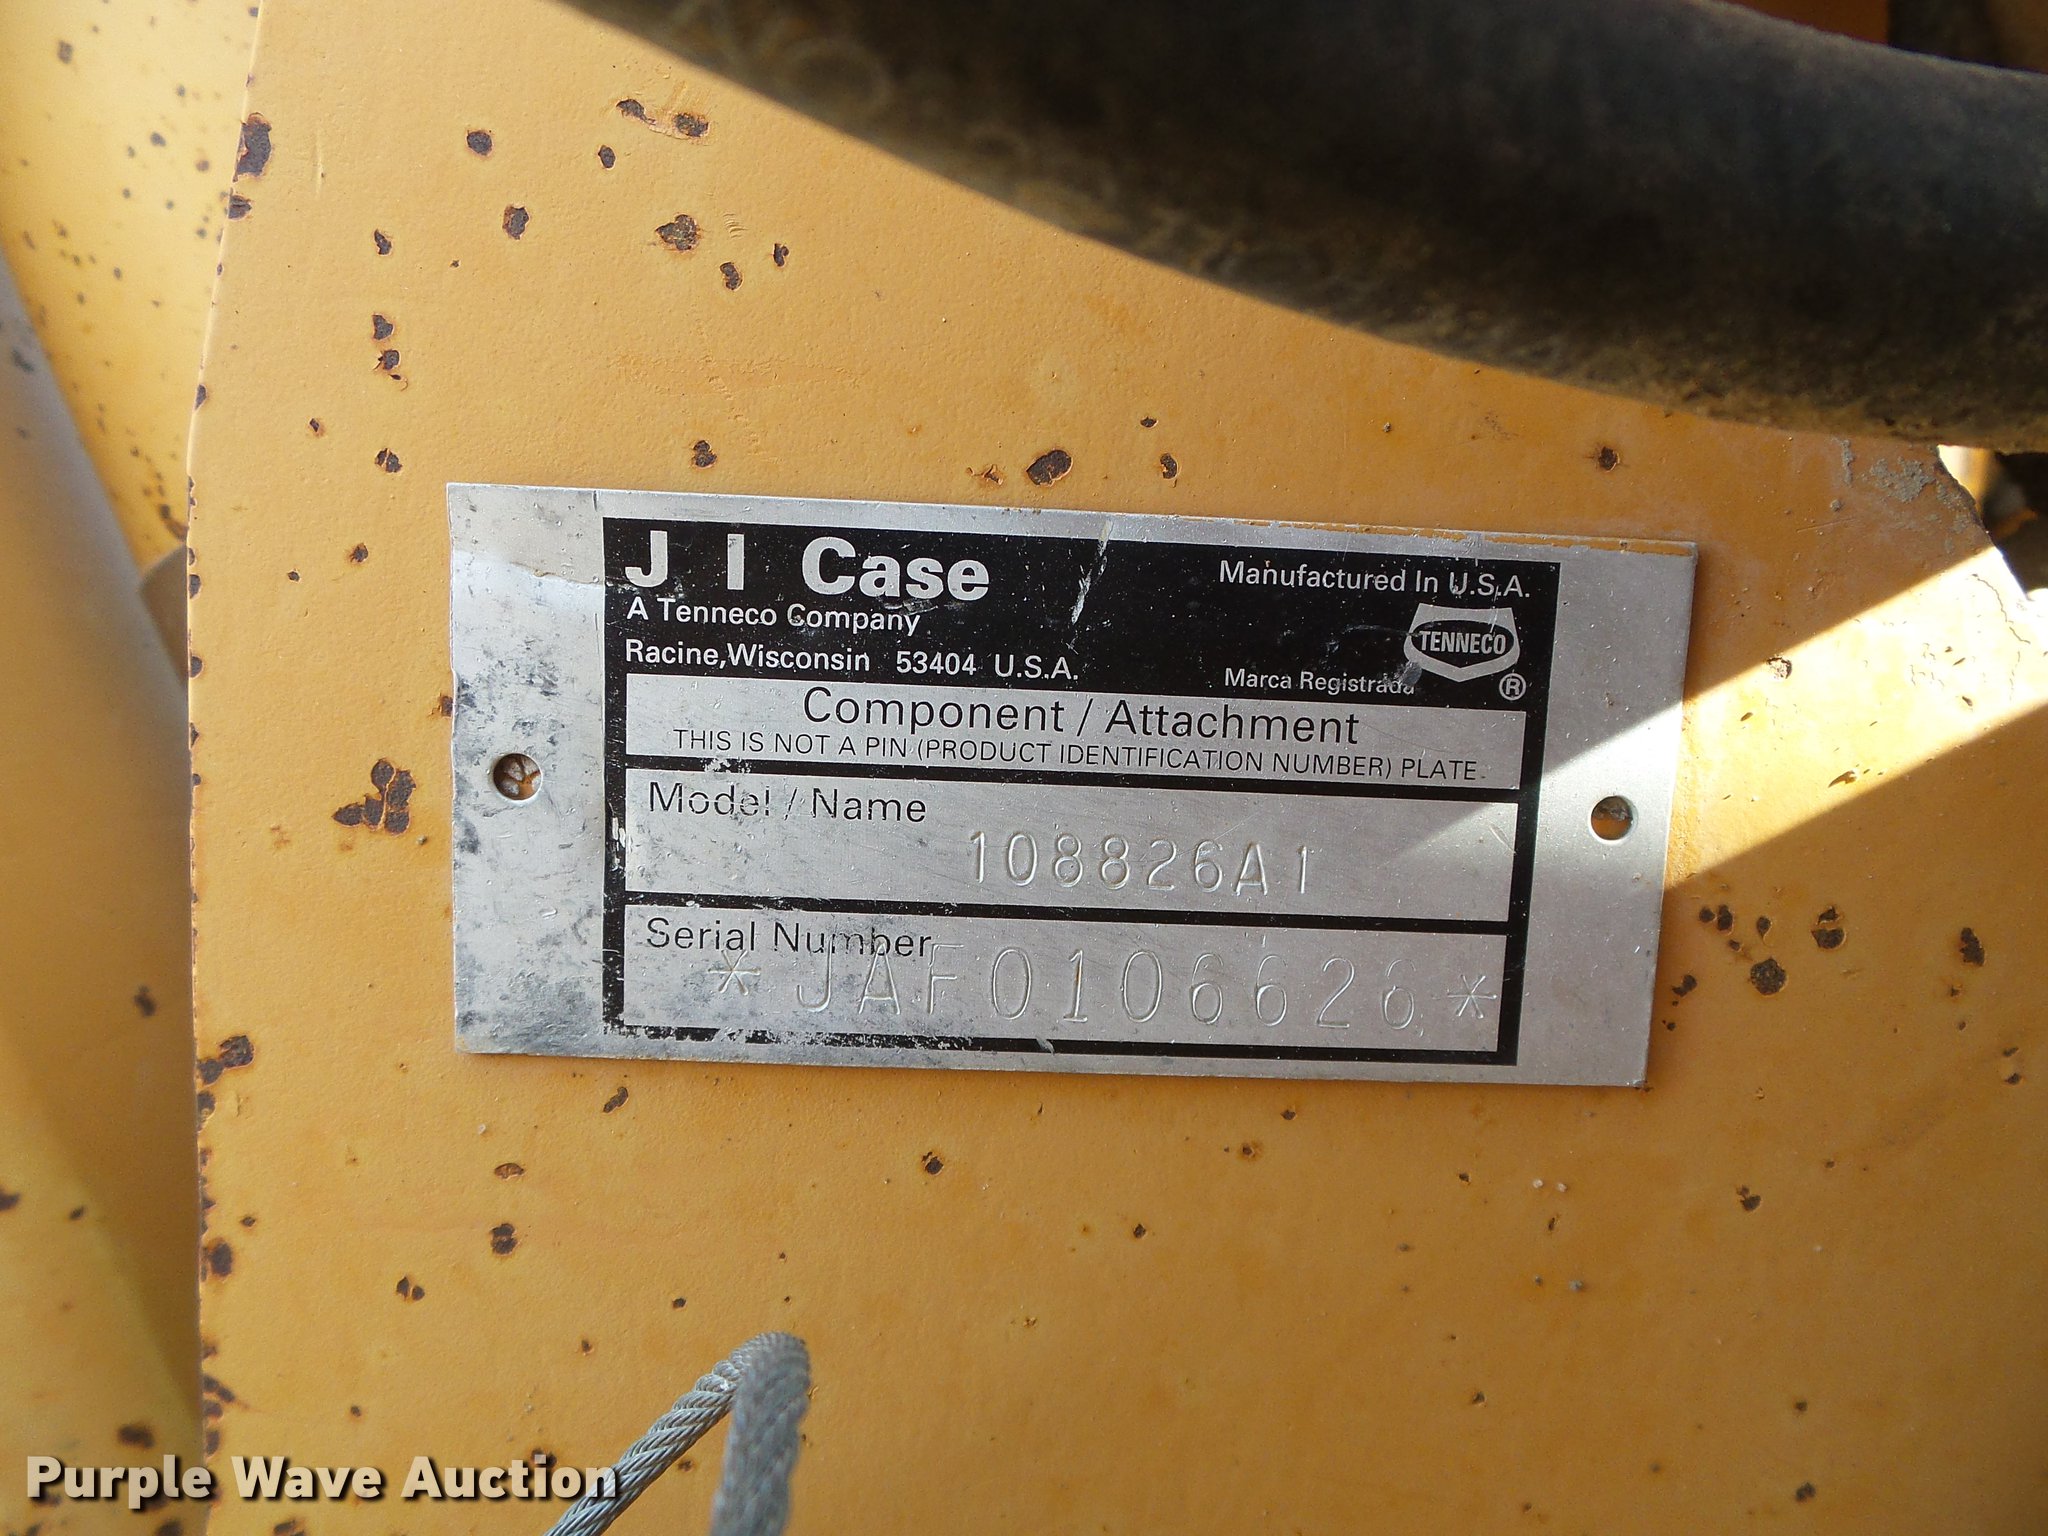 J I Case
A Tenneco Company
Racine, Wisconsin 53404 U.S.A.
Manufactured In U.S.A.
TENNECO
Marca Registrada ®
Component / Attachment
THIS IS NOT A PIN (PRODUCT IDENTIFICATION NUMBER) PLATE
Model / Name
108826A1
Serial Number
*JAF0106626*
Purple Wave Auction